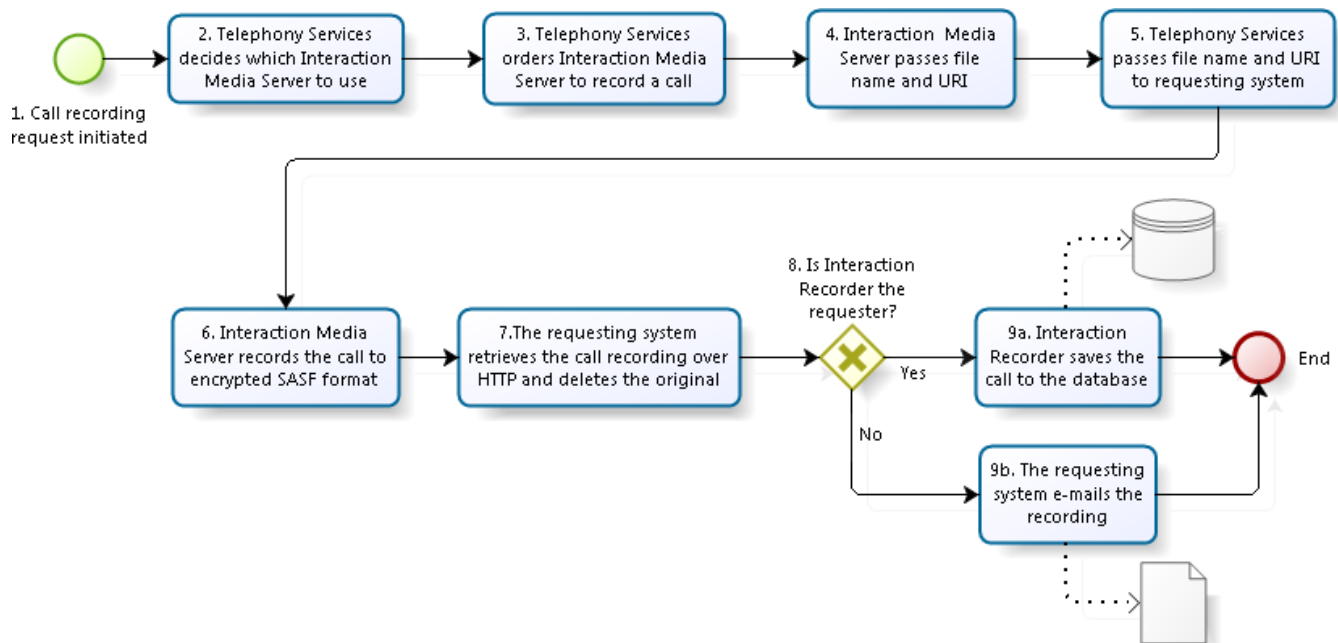 2. Telephony Services
decides which Interaction
Media Server to use
3. Telephony Services
orders Interaction Media
Server to record a call
4. Interaction Media
Server passes file
name and URI
5. Telephony Services
passes file name and URI
to requesting system
1. Call recording
request initiated
8. Is Interaction
Recorder the
requester?
6. Interaction Media
Server records the call to
encrypted SASF format
7.The requesting system
retrieves the call recording over
HTTP and deletes the original
Yes
9a. Interaction
Recorder saves the
call to the database
End
No
9b. The requesting
system e-mails the
recording